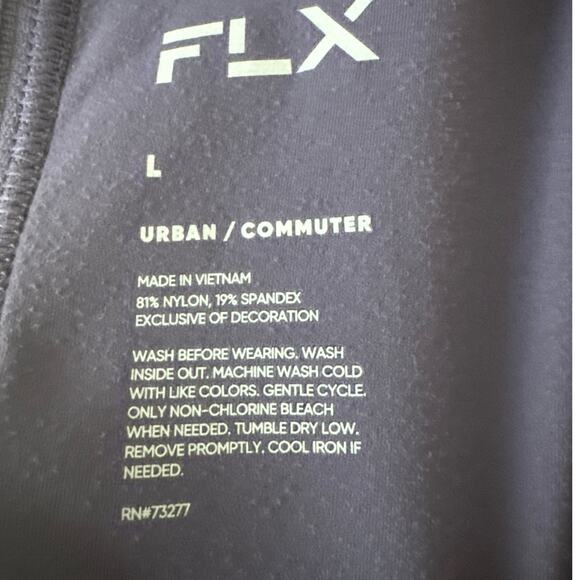 FLX
L
URBAN / COMMUTER
MADE IN VIETNAM
81% NYLON, 19% SPANDEX
EXCLUSIVE OF DECORATION
WASH BEFORE WEARING. WASH
INSIDE OUT. MACHINE WASH COLD
WITH LIKE COLORS. GENTLE CYCLE.
ONLY NON-CHLORINE BLEACH
WHEN NEEDED. TUMBLE DRY LOW.
REMOVE PROMPTLY. COOL IRON IF
NEEDED.
RN#73277